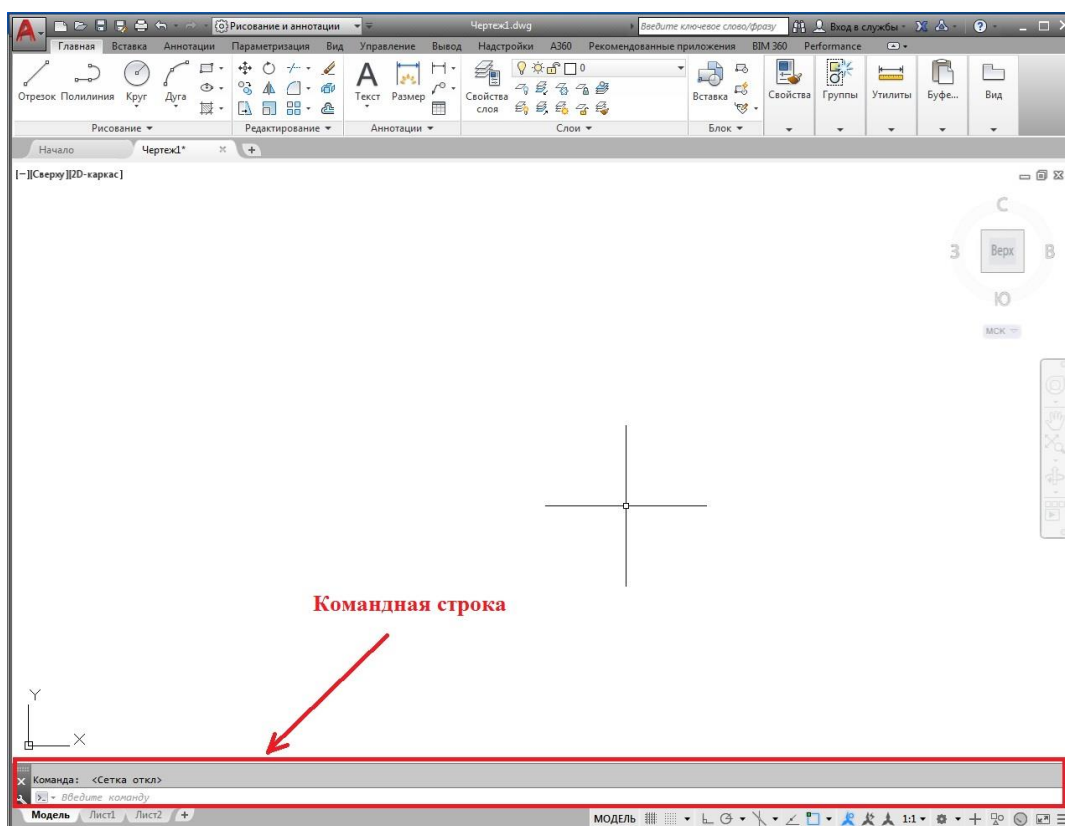 A Рисование и аннотации Чертеж1.dwg Введите ключевое слово/фразу Вход в службы ?
Главная Вставка Аннотации Параметризация Вид Управление Вывод Надстройки A360 Рекомендованные приложения BIM 360 Performance
Отрезок Полилиния Круг Дуга A Текст Размер Свойства слоя 0 Вставка Свойства Группы Утилиты Буфе... Вид
Рисование Редактирование Аннотации Слои Блок
Начало Чертеж1* × +
[−][Сверху][2D-каркас]
С
З Верх В
Ю
МСК
Командная строка
Y
X
Команда: <Сетка откл>
Введите команду
Модель Лист1 Лист2 + МОДЕЛЬ 1:1